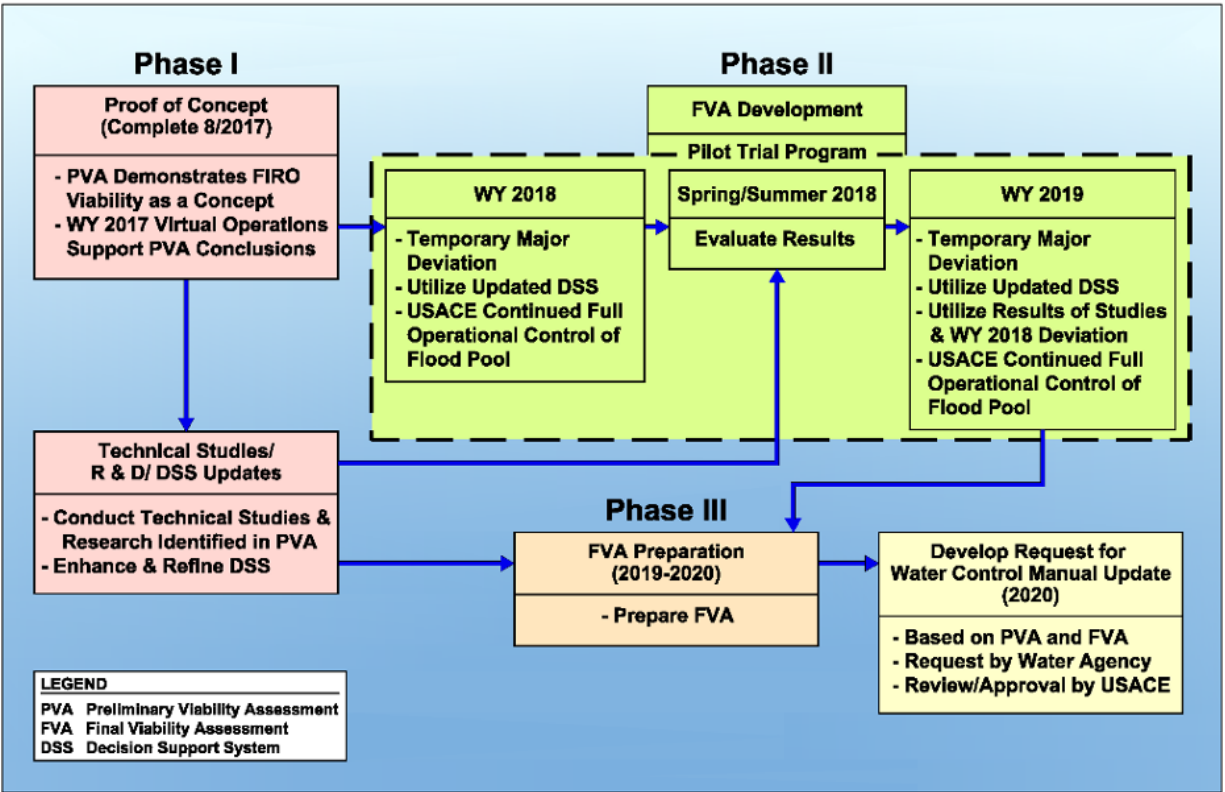 Phase I
Proof of Concept
(Complete 8/2017)
- PVA Demonstrates FIRO
Viability as a Concept
- WY 2017 Virtual Operations
Support PVA Conclusions
Technical Studies/
R & D/ DSS Updates
- Conduct Technical Studies &
Research Identified in PVA
- Enhance & Refine DSS
Phase II
FVA Development
Pilot Trial Program
WY 2018
- Temporary Major
Deviation
- Utilize Updated DSS
- USACE Continued Full
Operational Control of
Flood Pool
Spring/Summer 2018
Evaluate Results
WY 2019
- Temporary Major
Deviation
- Utilize Updated DSS
- Utilize Results of Studies
& WY 2018 Deviation
- USACE Continued Full
Operational Control of
Flood Pool
Phase III
FVA Preparation
(2019-2020)
- Prepare FVA
Develop Request for
Water Control Manual Update
(2020)
- Based on PVA and FVA
- Request by Water Agency
- Review/Approval by USACE
LEGEND
PVA Preliminary Viability Assessment
FVA Final Viability Assessment
DSS Decision Support System